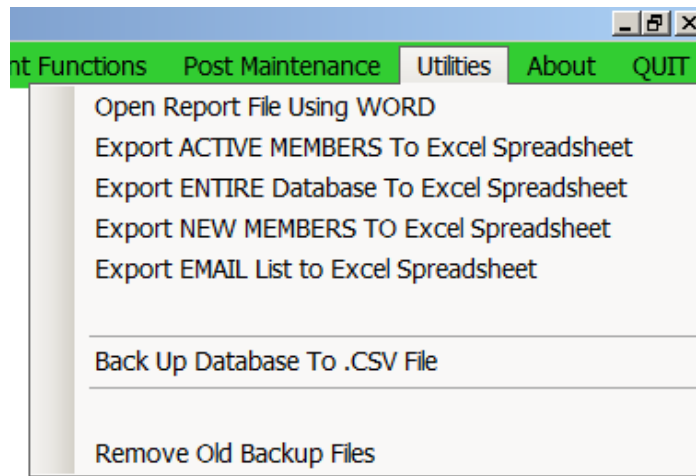 nt Functions Post Maintenance Utilities About QUIT
Open Report File Using WORD
Export ACTIVE MEMBERS To Excel Spreadsheet
Export ENTIRE Database To Excel Spreadsheet
Export NEW MEMBERS TO Excel Spreadsheet
Export EMAIL List to Excel Spreadsheet
Back Up Database To .CSV File
Remove Old Backup Files